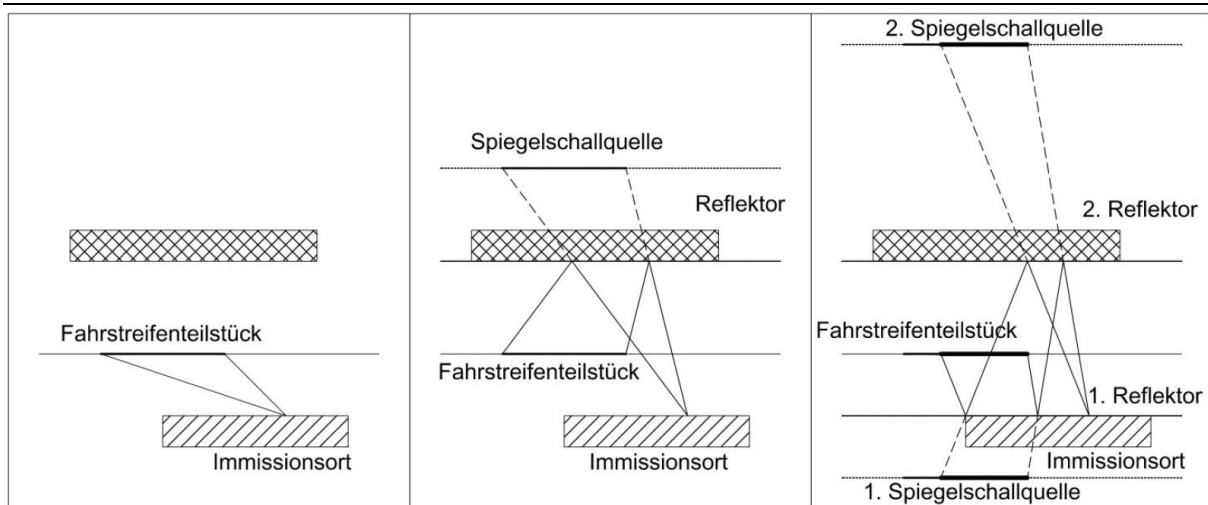 Fahrstreifenteilstück
Immissionsort
Spiegelschallquelle
Reflektor
Fahrstreifenteilstück
Immissionsort
2. Spiegelschallquelle
2. Reflektor
Fahrstreifenteilstück
1. Reflektor
Immissionsort
1. Spiegelschallquelle